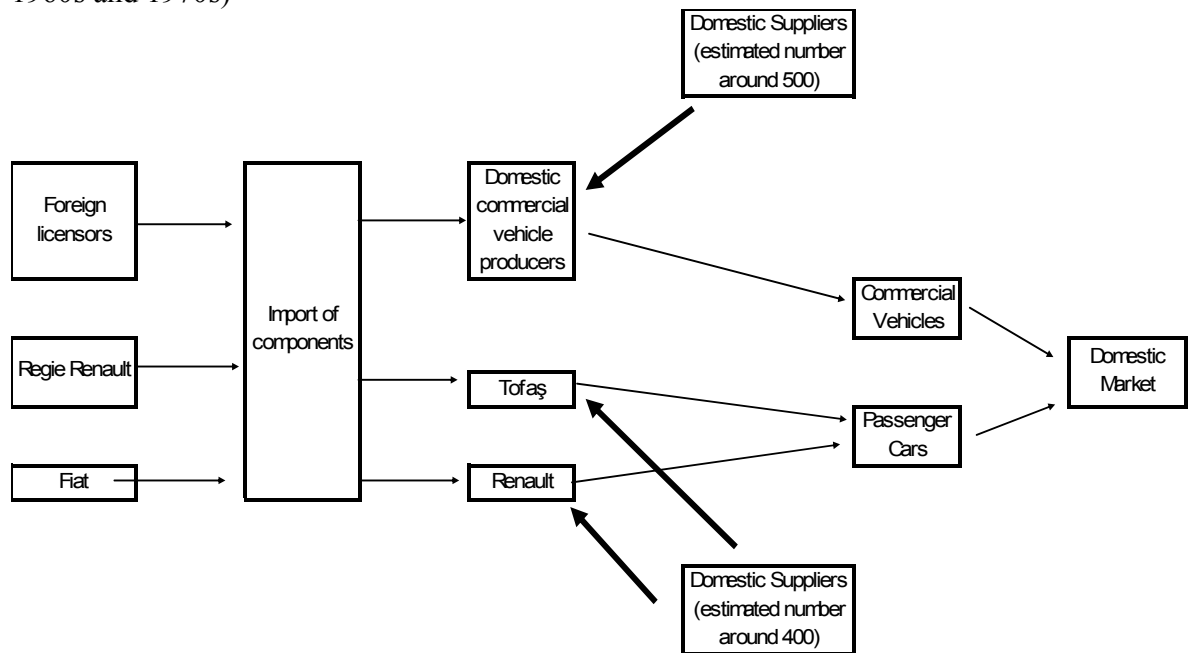 1960s and 1970s)
Domestic Suppliers
(estimated number
around 500)
Foreign
licensors
Import of
components
Domestic
commercial
vehicle
producers
Commercial
Vehicles
Domestic
Market
Regie Renault
Tofaş
Passenger
Cars
Fiat
Renault
Domestic Suppliers
(estimated number
around 400)